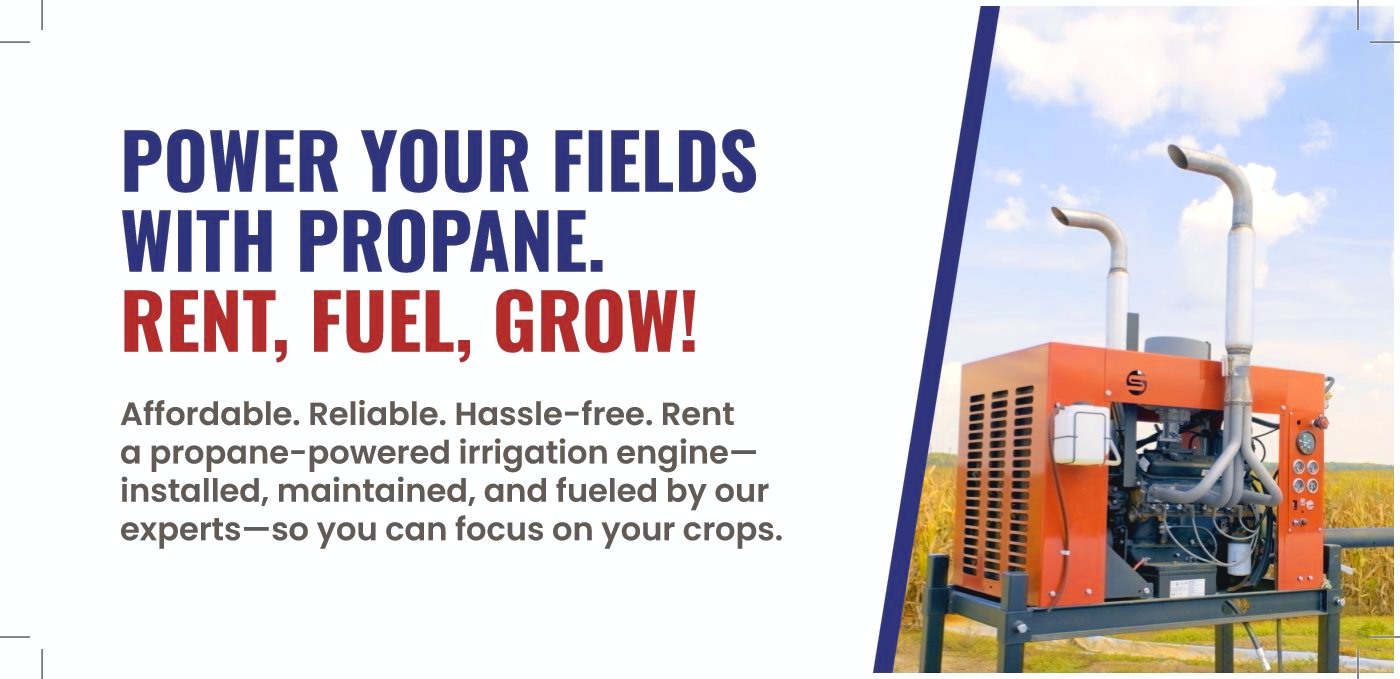 POWER YOUR FIELDS
WITH PROPANE.
RENT, FUEL, GROW!
Affordable. Reliable. Hassle-free. Rent
a propane-powered irrigation engine—
installed, maintained, and fueled by our
experts—so you can focus on your crops.